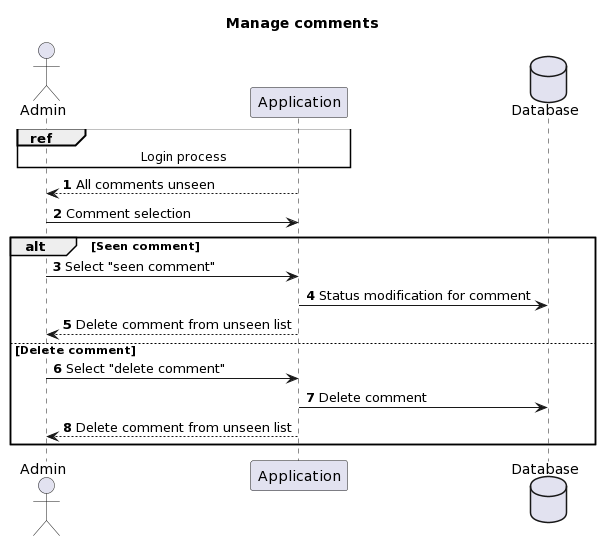 Manage comments
Admin
Application
Database
ref
Login process
1 All comments unseen
2 Comment selection
alt [Seen comment]
3 Select "seen comment"
4 Status modification for comment
5 Delete comment from unseen list
[Delete comment]
6 Select "delete comment"
7 Delete comment
8 Delete comment from unseen list
Admin
Application
Database